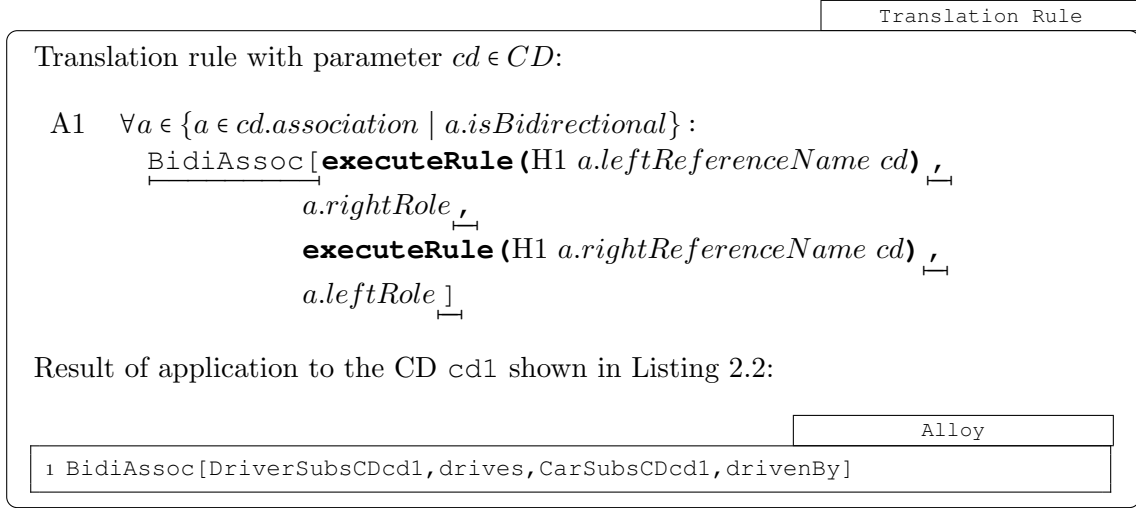 Translation Rule
Translation rule with parameter cd ∈ CD:
A1 ∀a ∈ {a ∈ cd.association | a.isBidirectional} :
BidiAssoc[executeRule(H1 a.leftReferenceName cd),
a.rightRole,
executeRule(H1 a.rightReferenceName cd),
a.leftRole]
Result of application to the CD cd1 shown in Listing 2.2:
Alloy
1 BidiAssoc[DriverSubsCDcd1,drives,CarSubsCDcd1,drivenBy]